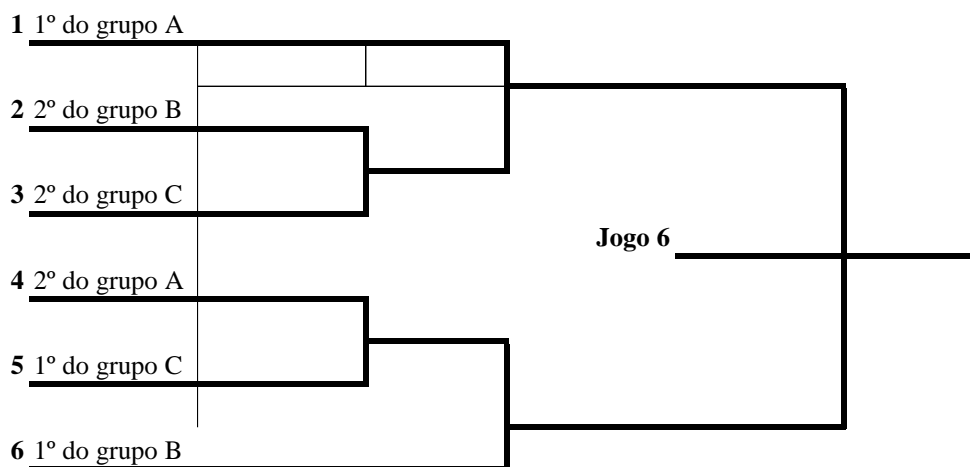 1 1º do grupo A
2 2º do grupo B
3 2º do grupo C
Jogo 6
4 2º do grupo A
5 1º do grupo C
6 1º do grupo B